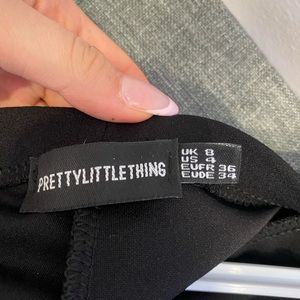 PRETTYLITTLETHING
UK 8
US 4
EUFR 36
EUDE 34